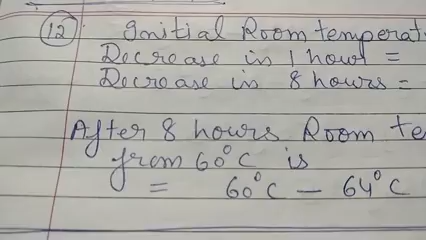 (12) Initial Room temperat
Decrease in 1 hour =
Decrease in 8 hours =
After 8 hours Room te
from 60°C is
= 60°C - 64°C